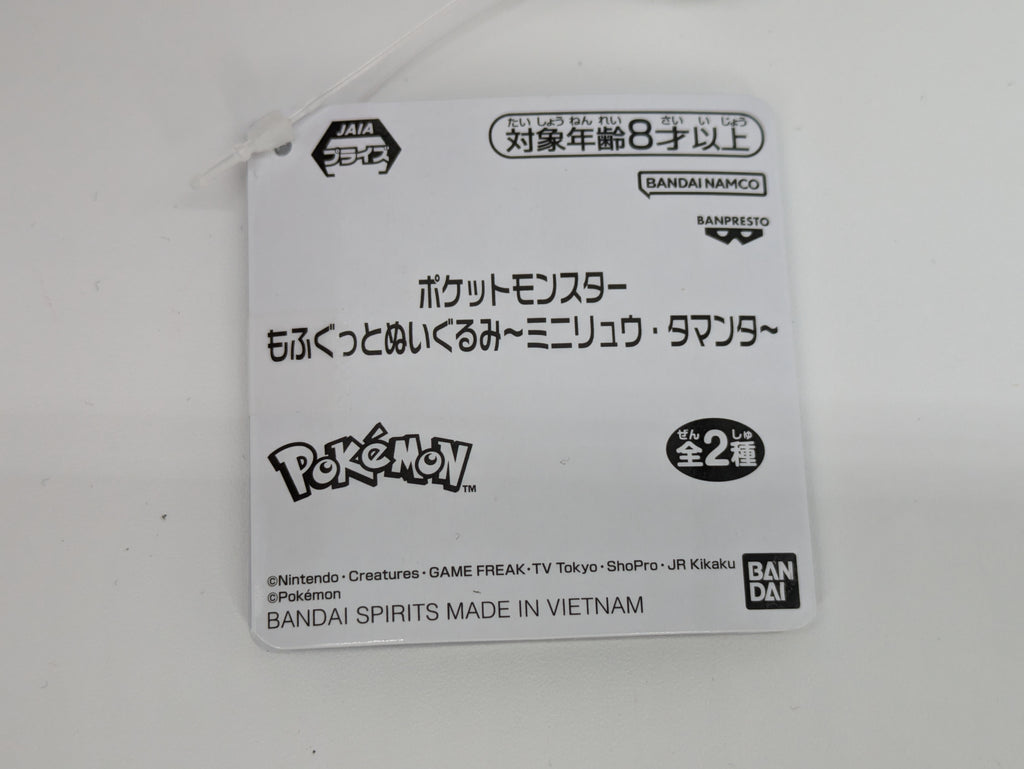 JAIA
プライズ
たいしょうねんれい さい いじょう
対象年齢8才以上
BANDAI NAMCO
BANPRESTO
ポケットモンスター
もふぐっとぬいぐるみ～ミニリュウ・タマンタ～
POKéMON™
ぜん しゅ
全2種
©Nintendo・Creatures・GAME FREAK・TV Tokyo・ShoPro・JR Kikaku
©Pokémon
BANDAI SPIRITS MADE IN VIETNAM
BAN
DAI